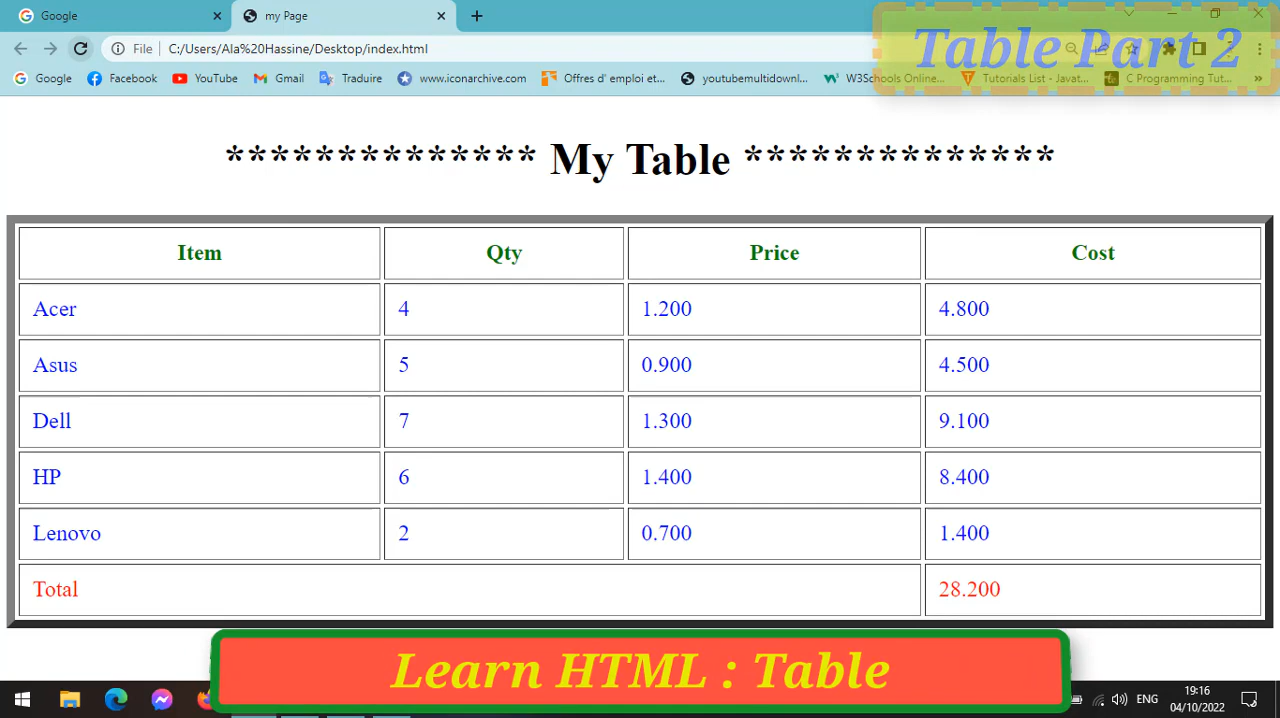 Google
my Page
File
C:/Users/Ala%20Hassine/Desktop/index.html
Table Part 2
Google Facebook YouTube Gmail Traduire www.iconarchive.com Offres d' emploi et... youtubemultidownl... W3Schools Online... Tutorials List - Javat... C Programming Tut... »
************** My Table **************
Item Qty Price Cost
Acer 4 1.200 4.800
Asus 5 0.900 4.500
Dell 7 1.300 9.100
HP 6 1.400 8.400
Lenovo 2 0.700 1.400
Total 28.200
Learn HTML : Table
ENG
19:16
04/10/2022